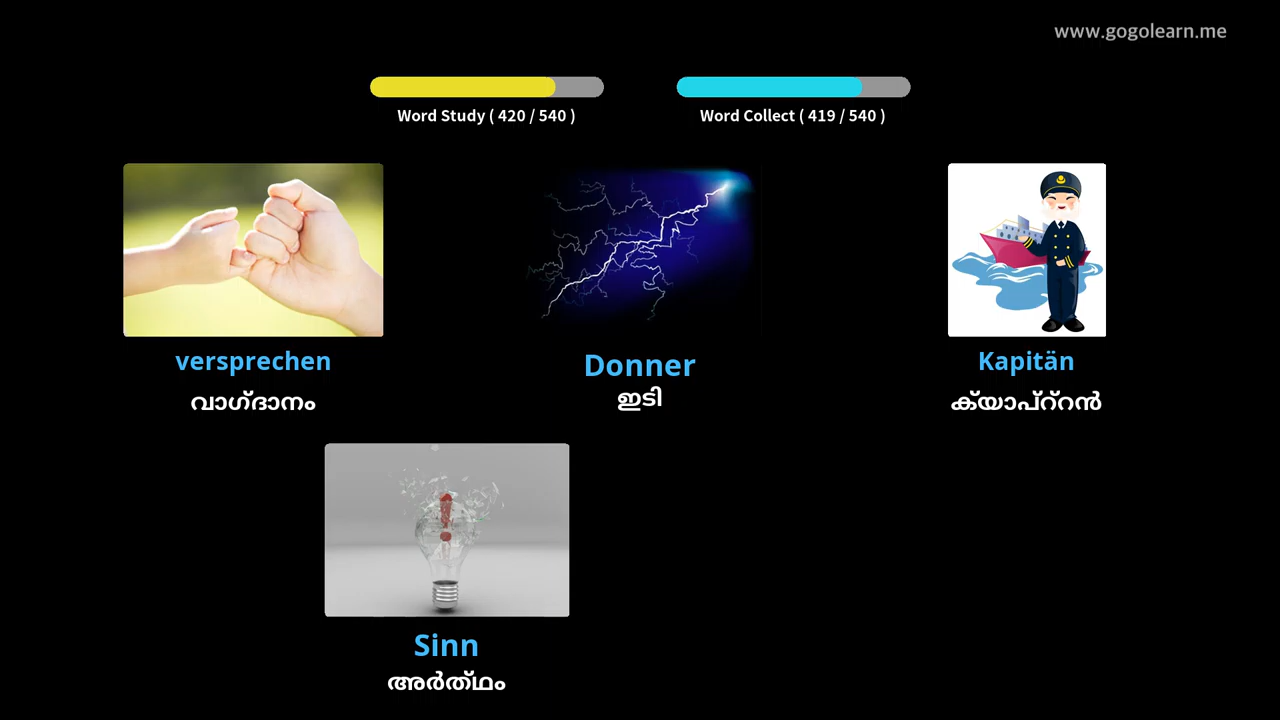 www.gogolearn.me
Word Study ( 420 / 540 )
Word Collect ( 419 / 540 )
versprechen
വാഗ്ദാനം
Donner
ഇടി
Kapitän
ക്യാപ്റ്റൻ
Sinn
അർത്ഥം